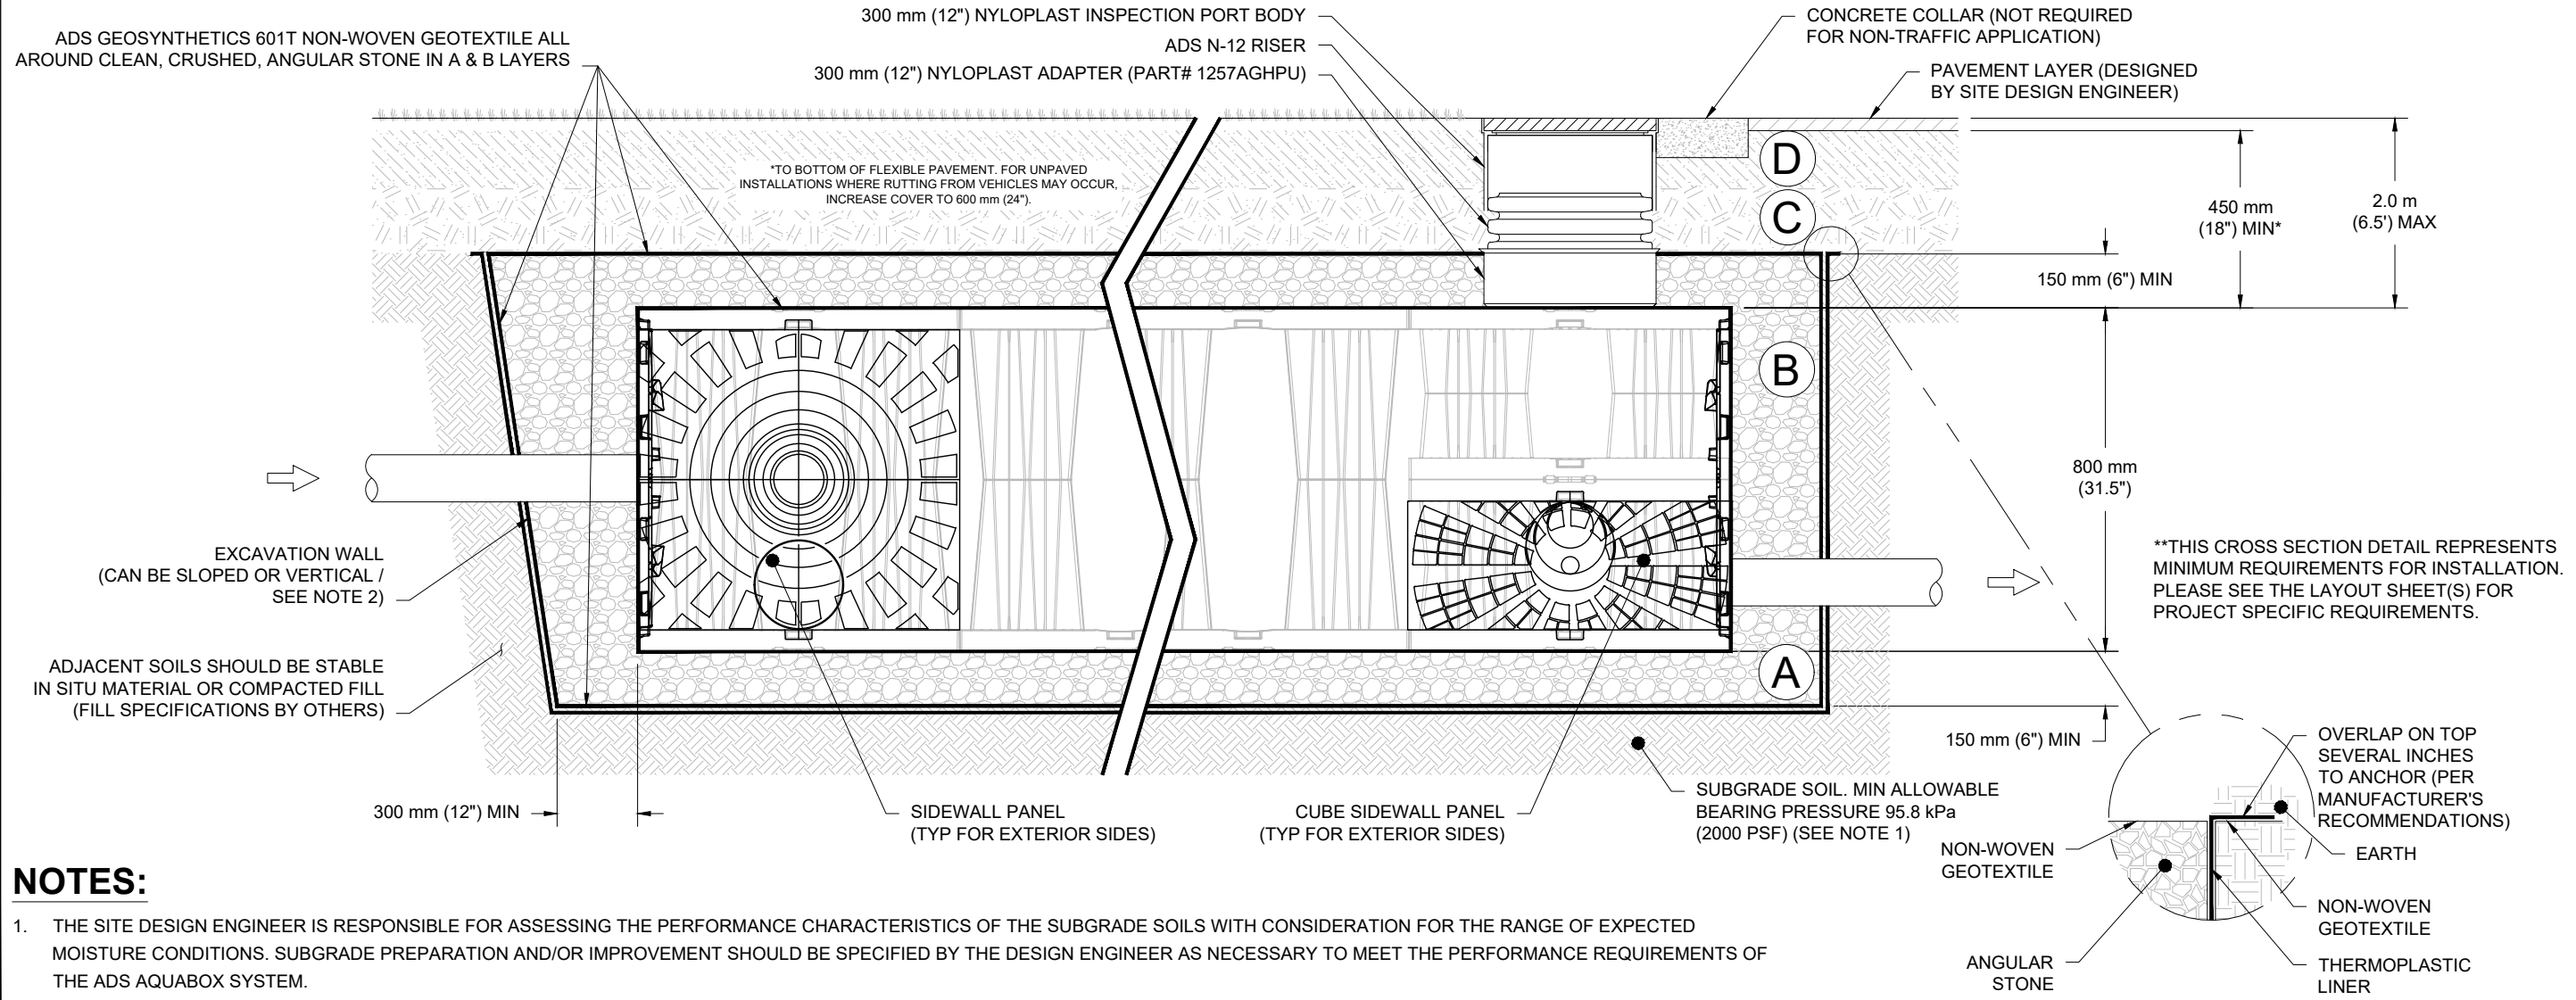 300 mm (12") NYLOPLAST INSPECTION PORT BODY
ADS N-12 RISER
300 mm (12") NYLOPLAST ADAPTER (PART# 1257AGHPU)
CONCRETE COLLAR (NOT REQUIRED
FOR NON-TRAFFIC APPLICATION)
PAVEMENT LAYER (DESIGNED
BY SITE DESIGN ENGINEER)
ADS GEOSYNTHETICS 601T NON-WOVEN GEOTEXTILE ALL
AROUND CLEAN, CRUSHED, ANGULAR STONE IN A & B LAYERS
*TO BOTTOM OF FLEXIBLE PAVEMENT. FOR UNPAVED
INSTALLATIONS WHERE RUTTING FROM VEHICLES MAY OCCUR,
INCREASE COVER TO 600 mm (24").
D
C
450 mm
(18") MIN*
2.0 m
(6.5') MAX
150 mm (6") MIN
B
800 mm
(31.5")
EXCAVATION WALL
(CAN BE SLOPED OR VERTICAL /
SEE NOTE 2)
**THIS CROSS SECTION DETAIL REPRESENTS
MINIMUM REQUIREMENTS FOR INSTALLATION.
PLEASE SEE THE LAYOUT SHEET(S) FOR
PROJECT SPECIFIC REQUIREMENTS.
ADJACENT SOILS SHOULD BE STABLE
IN SITU MATERIAL OR COMPACTED FILL
(FILL SPECIFICATIONS BY OTHERS)
A
150 mm (6") MIN
300 mm (12") MIN
SIDEWALL PANEL
(TYP FOR EXTERIOR SIDES)
CUBE SIDEWALL PANEL
(TYP FOR EXTERIOR SIDES)
SUBGRADE SOIL. MIN ALLOWABLE
BEARING PRESSURE 95.8 kPa
(2000 PSF) (SEE NOTE 1)
OVERLAP ON TOP
SEVERAL INCHES
TO ANCHOR (PER
MANUFACTURER'S
RECOMMENDATIONS)
EARTH
NON-WOVEN
GEOTEXTILE
NON-WOVEN
GEOTEXTILE
ANGULAR
STONE
THERMOPLASTIC
LINER
NOTES:
1. THE SITE DESIGN ENGINEER IS RESPONSIBLE FOR ASSESSING THE PERFORMANCE CHARACTERISTICS OF THE SUBGRADE SOILS WITH CONSIDERATION FOR THE RANGE OF EXPECTED
MOISTURE CONDITIONS. SUBGRADE PREPARATION AND/OR IMPROVEMENT SHOULD BE SPECIFIED BY THE DESIGN ENGINEER AS NECESSARY TO MEET THE PERFORMANCE REQUIREMENTS OF
THE ADS AQUABOX SYSTEM.